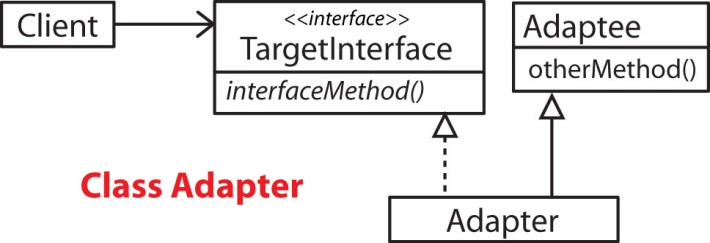 Client
<<interface>>
TargetInterface
interfaceMethod()
Adaptee
otherMethod()
Class Adapter
Adapter